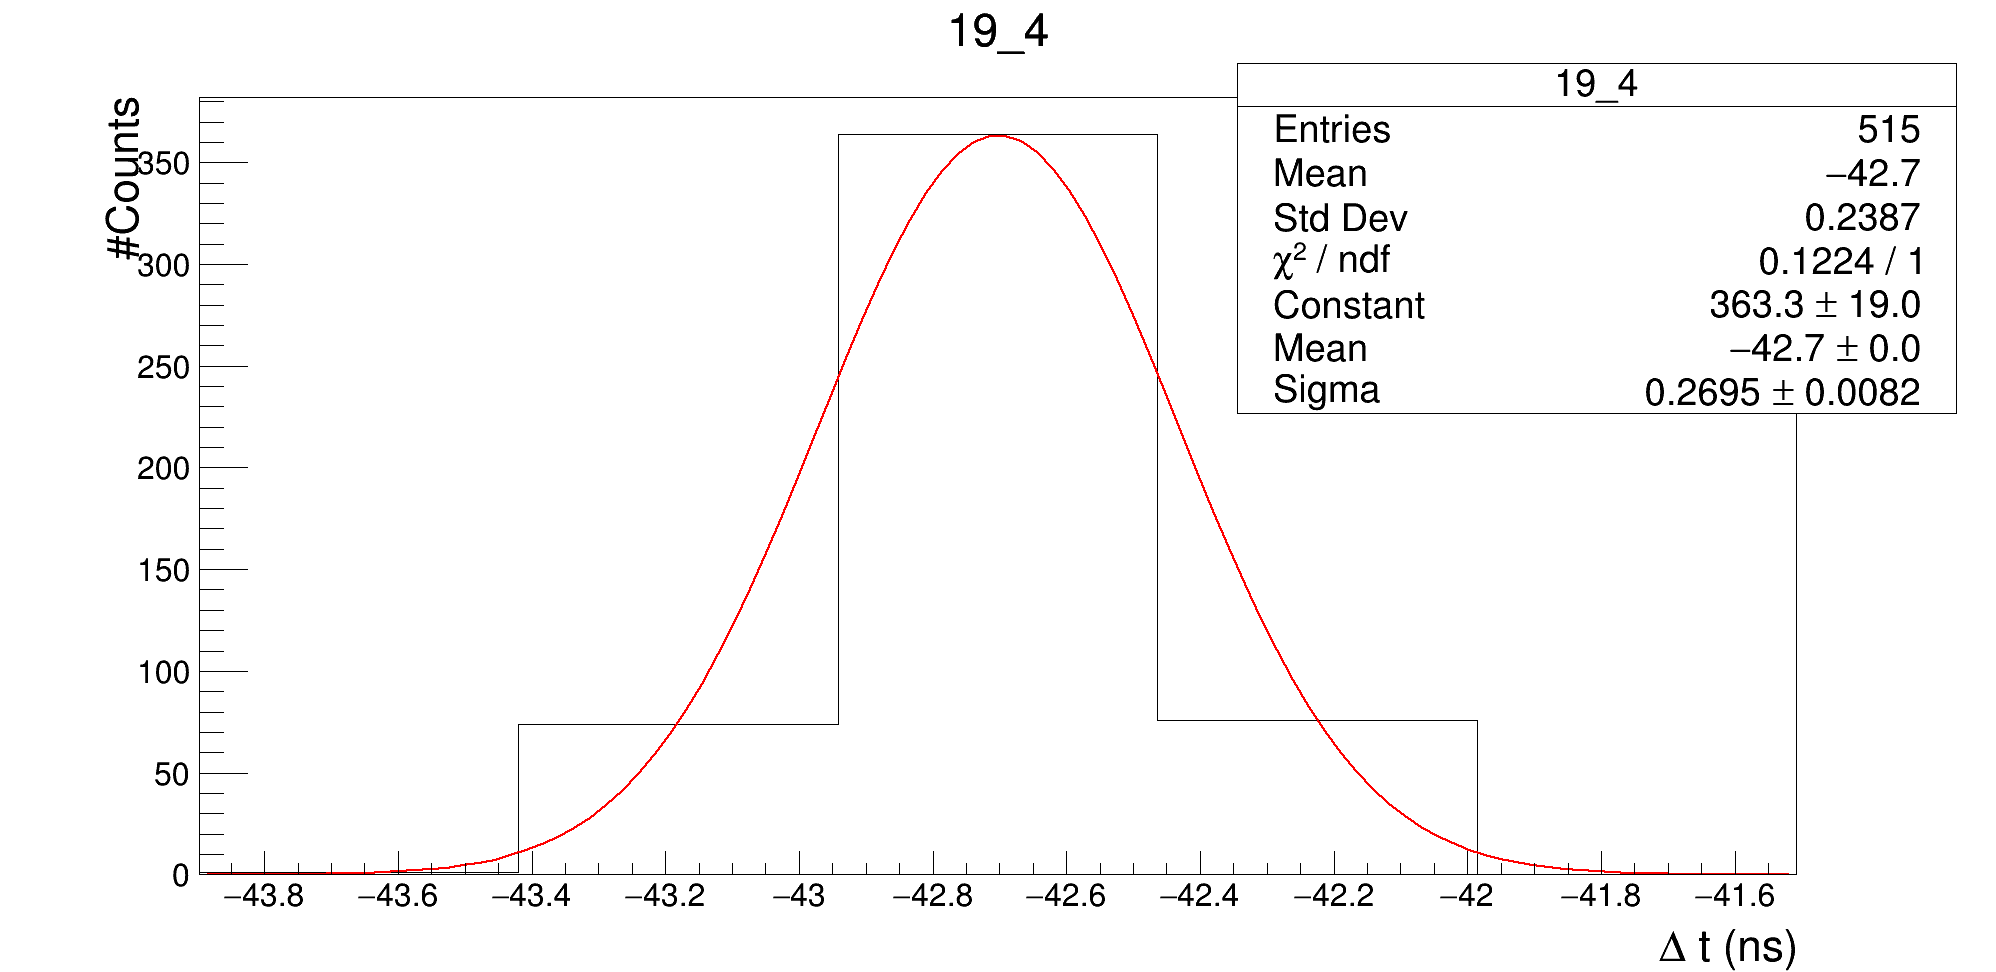 19_4
19_4
Entries 515
Mean −42.7
Std Dev 0.2387
χ² / ndf 0.1224 / 1
Constant 363.3 ± 19.0
Mean −42.7 ± 0.0
Sigma 0.2695 ± 0.0082
#Counts
350
300
250
200
150
100
50
0
−43.8 −43.6 −43.4 −43.2 −43 −42.8 −42.6 −42.4 −42.2 −42 −41.8 −41.6
Δ t (ns)